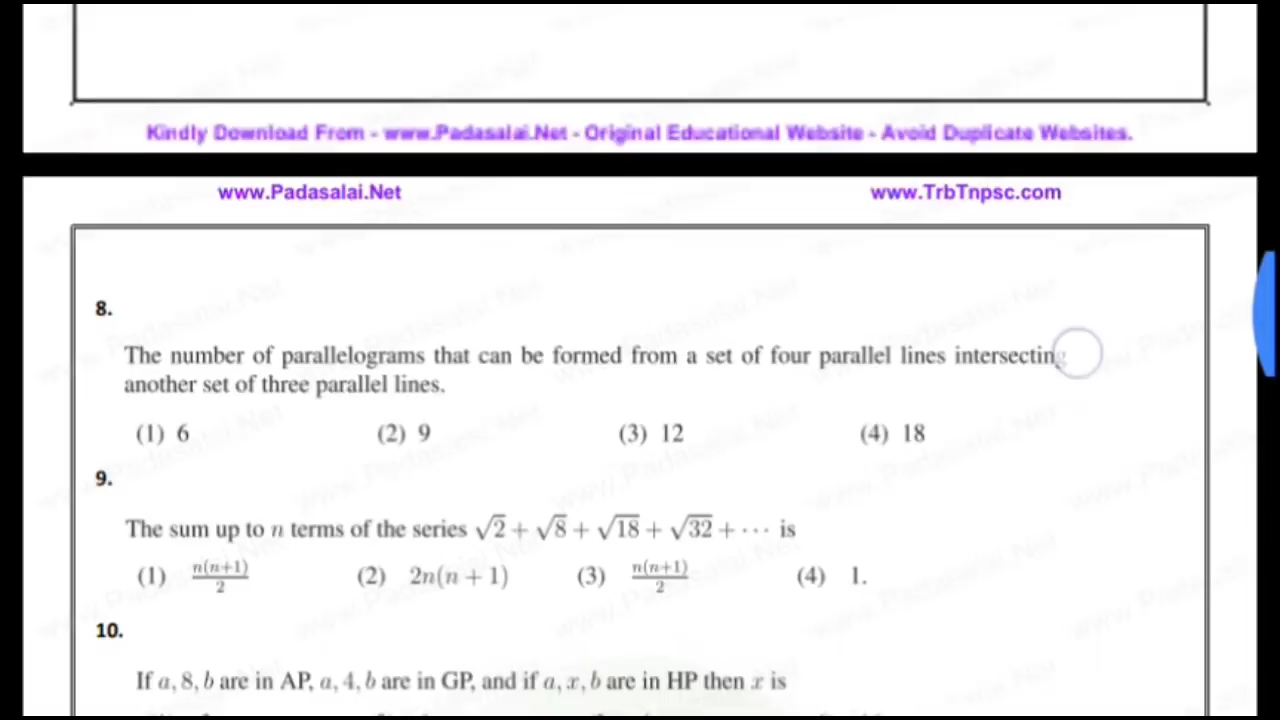 Kindly Download From - www.Padasalai.Net - Original Educational Website - Avoid Duplicate Websites.
www.Padasalai.Net www.TrbTnpsc.com
8.
The number of parallelograms that can be formed from a set of four parallel lines intersecting
another set of three parallel lines.
(1) 6 (2) 9 (3) 12 (4) 18
9.
The sum up to n terms of the series √2 + √8 + √18 + √32 + ··· is
(1) n(n+1)/2 (2) 2n(n + 1) (3) n(n+1)/2 (4) 1.
10.
If a, 8, b are in AP, a, 4, b are in GP, and if a, x, b are in HP then x is